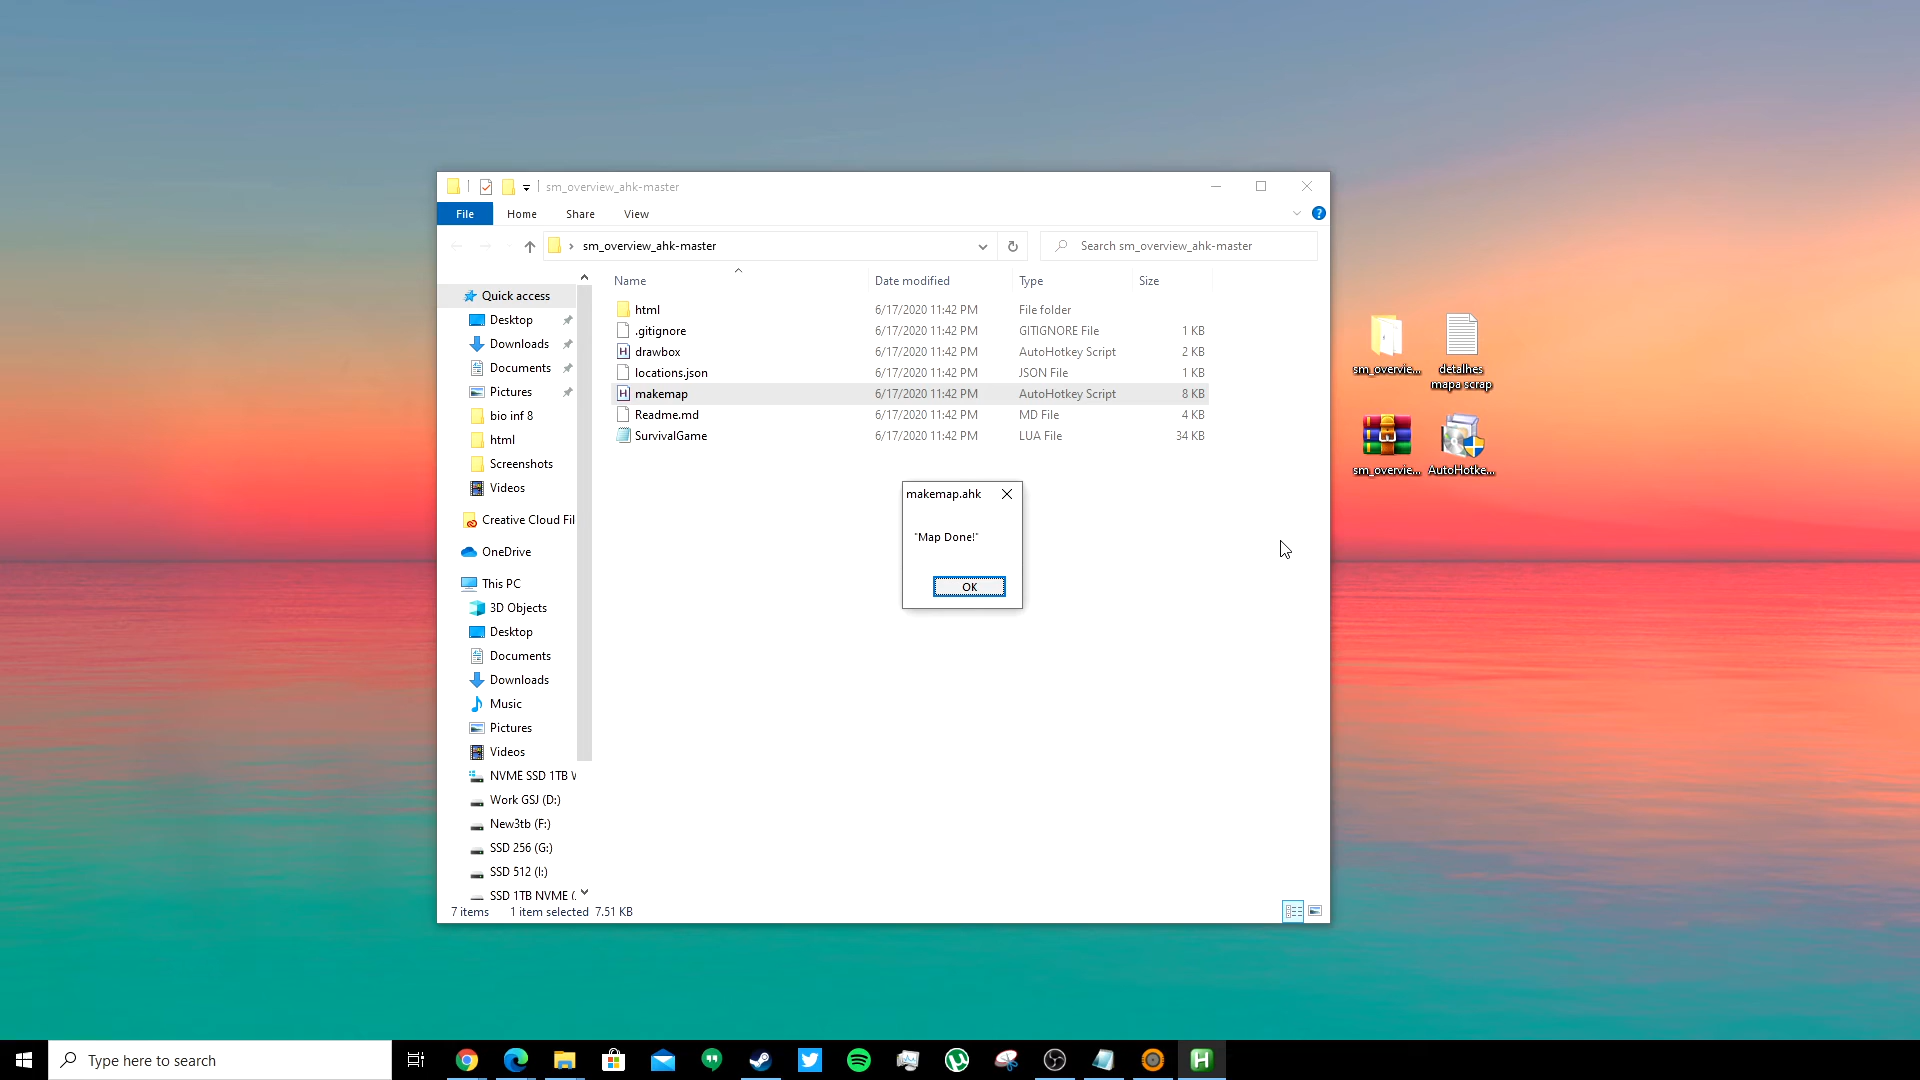 sm_overview_ahk-master
File Home Share View
sm_overview_ahk-master
Search sm_overview_ahk-master
Name Date modified Type Size
html 6/17/2020 11:42 PM File folder
.gitignore 6/17/2020 11:42 PM GITIGNORE File 1 KB
drawbox 6/17/2020 11:42 PM AutoHotkey Script 2 KB
locations.json 6/17/2020 11:42 PM JSON File 1 KB
makemap 6/17/2020 11:42 PM AutoHotkey Script 8 KB
Readme.md 6/17/2020 11:42 PM MD File 4 KB
SurvivalGame 6/17/2020 11:42 PM LUA File 34 KB
Quick access
Desktop
Downloads
Documents
Pictures
bio inf 8
html
Screenshots
Videos
Creative Cloud Fil
OneDrive
This PC
3D Objects
Desktop
Documents
Downloads
Music
Pictures
Videos
NVME SSD 1TB
Work GSJ (D:)
New3tb (F:)
SSD 256 (G:)
SSD 512 (I:)
SSD 1TB NVME (.
7 items 1 item selected 7.51 KB
makemap.ahk
"Map Done!"
OK
sm_overvie...
detalhes
mapa scrap
sm_overvie...
AutoHotke...
Type here to search